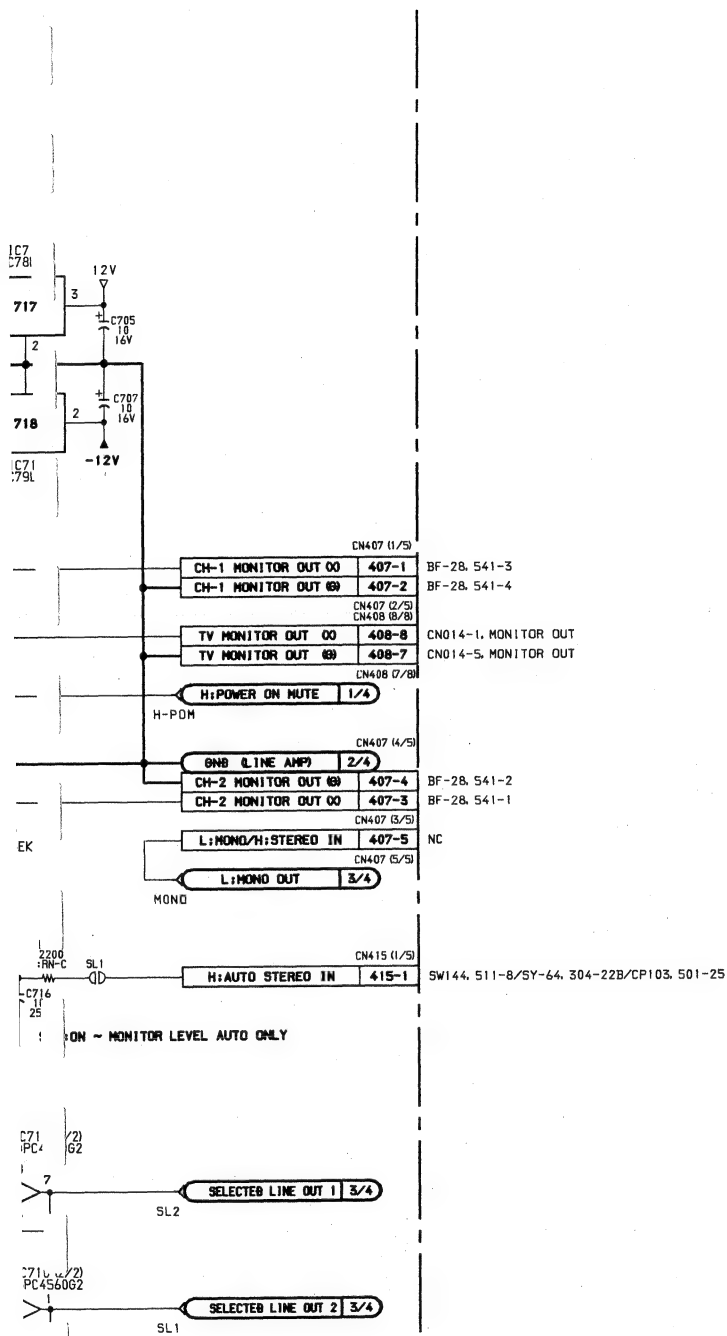 12V
3
717
C705
10
16V
2
C707
10
16V
718
2
-12V
CN407 (1/5)
CH-1 MONITOR OUT (X) 407-1 BF-28, 541-3
CH-1 MONITOR OUT (G) 407-2 BF-28, 541-4
CN407 (2/5)
CN408 (8/8)
TV MONITOR OUT (X) 408-8 CN014-1, MONITOR OUT
TV MONITOR OUT (G) 408-7 CN014-5, MONITOR OUT
CN408 (7/8)
H:POWER ON MUTE 1/4
H-POM
CN407 (4/5)
GND (LINE AMP) 2/4
CH-2 MONITOR OUT (G) 407-4 BF-28, 541-2
CH-2 MONITOR OUT (X) 407-3 BF-28, 541-1
CN407 (3/5)
L:MONO/H:STEREO IN 407-5 NC
EK
CN407 (5/5)
L:MONO OUT 3/4
MONO
2200
:RN-C SL1
CN415 (1/5)
H:AUTO STEREO IN 415-1 SW144, 511-8/SY-64, 304-22B/CP103, 501-25
C716
25
:ON ~ MONITOR LEVEL AUTO ONLY
C71 /2)
G2
7
SELECTED LINE OUT 1 3/4
SL2
/2)
PC4560G2
1
SELECTED LINE OUT 2 3/4
SL1